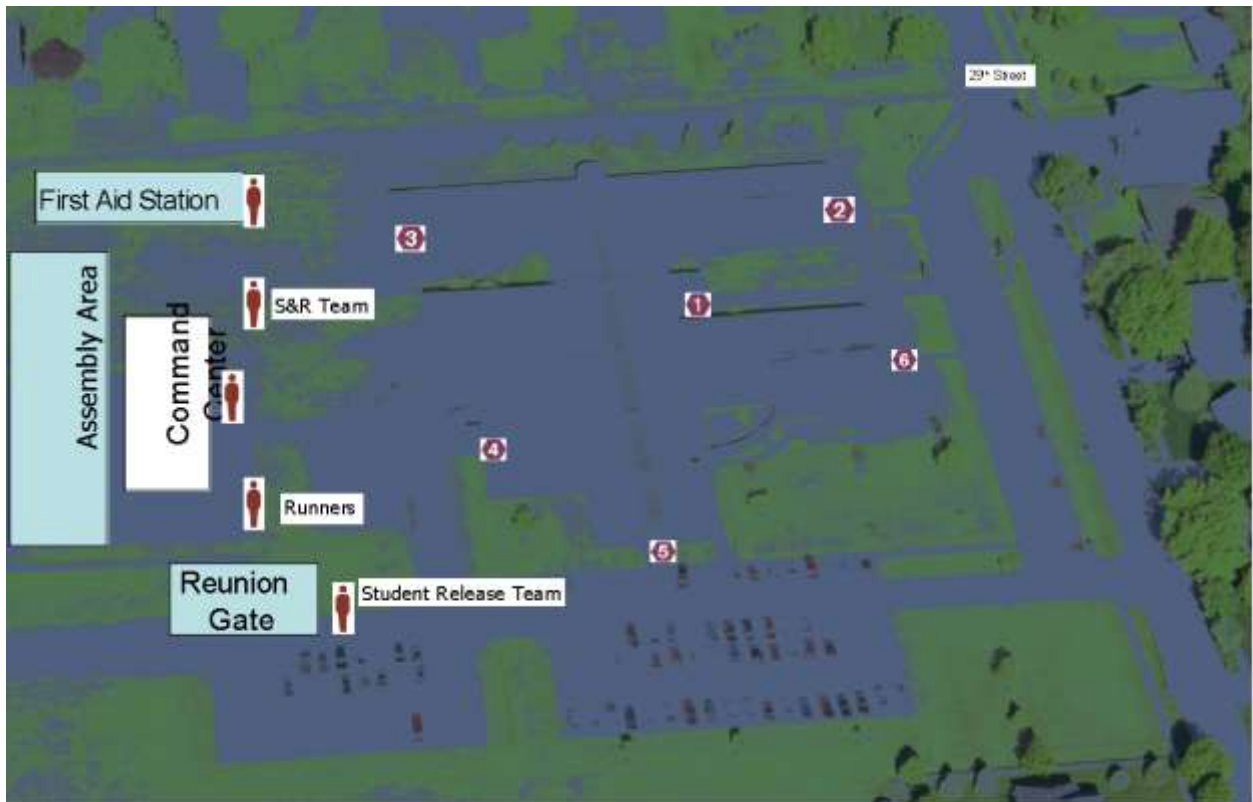 29th Street
First Aid Station
2
3
Assembly Area
S&R Team
1
Command
Center
6
4
Runners
5
Reunion
Gate
Student Release Team